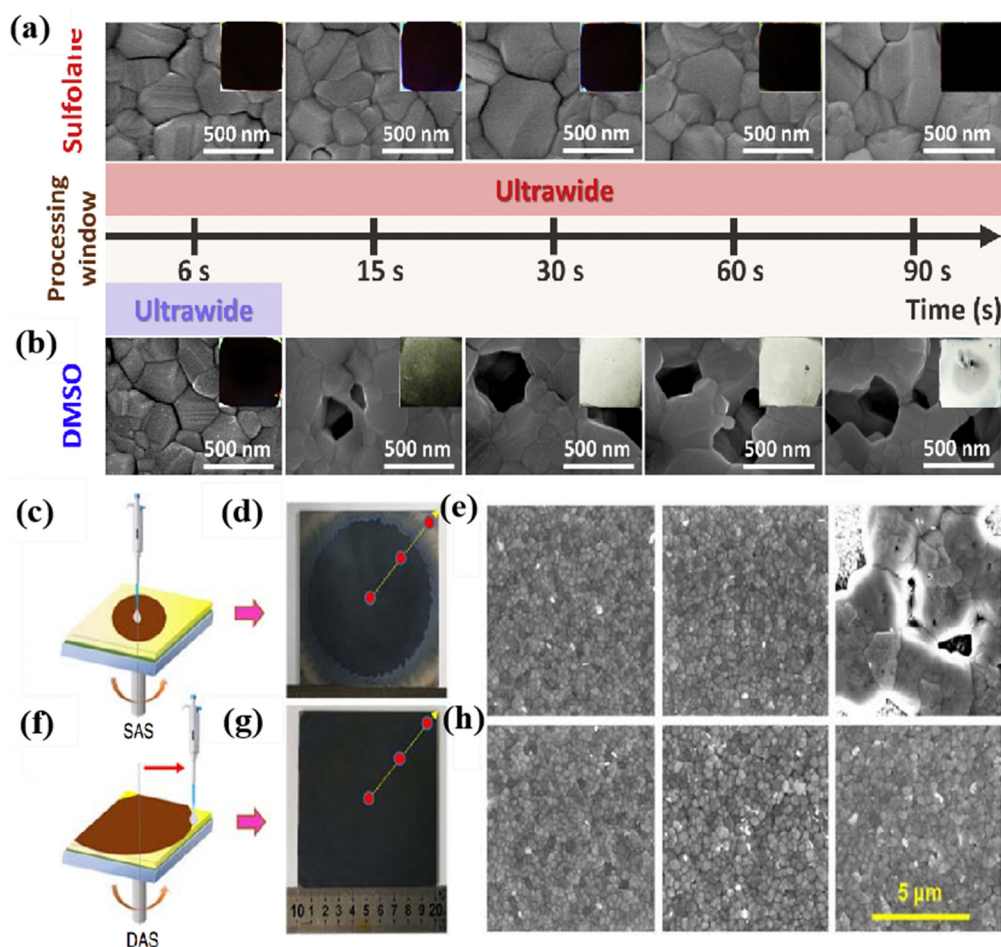 (a)
Sulfolane
500 nm
500 nm
500 nm
500 nm
500 nm
Processing
window
Ultrawide
6 s
15 s
30 s
60 s
90 s
Ultrawide
Time (s)
(b)
DMSO
500 nm
500 nm
500 nm
500 nm
500 nm
(c)
(d)
(e)
SAS
(f)
(g)
(h)
DAS
10 1 2 3 4 5 6 7 8 9 20
5 µm